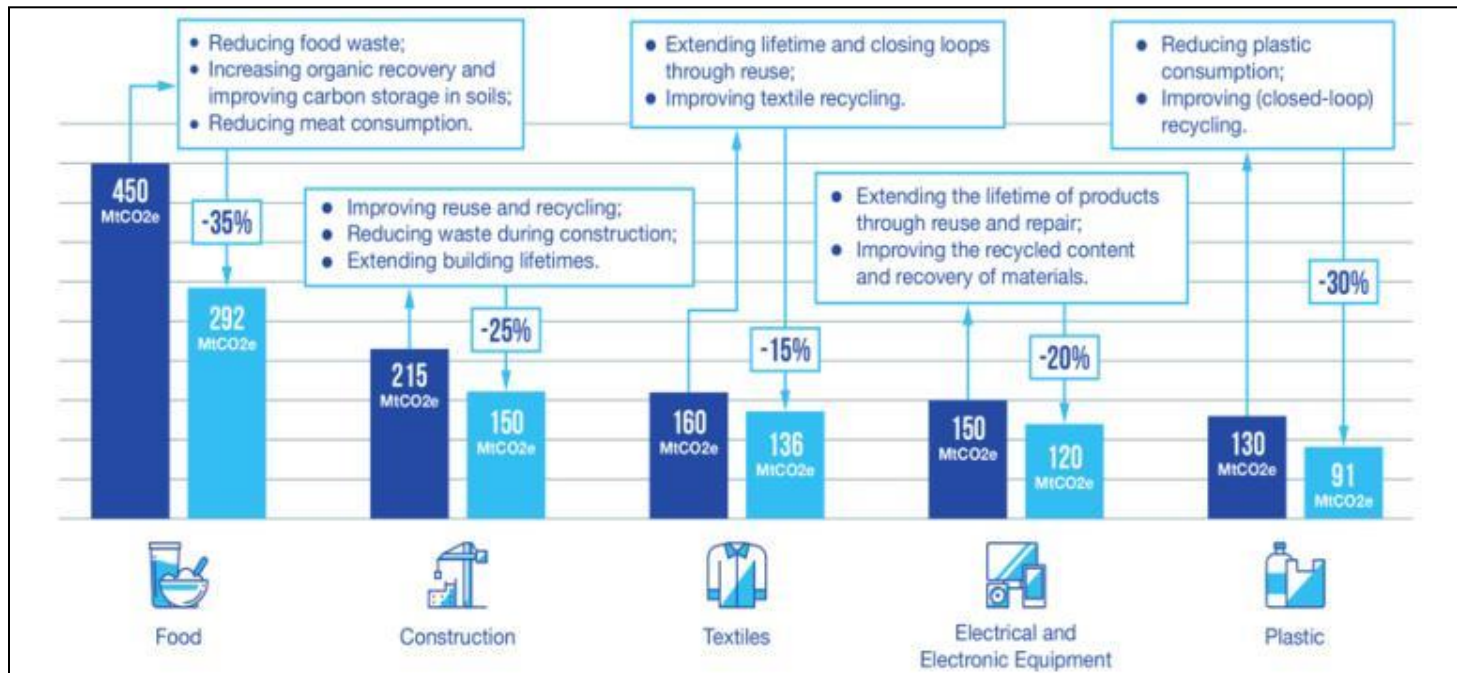 • Reducing food waste;
• Increasing organic recovery and
improving carbon storage in soils;
• Reducing meat consumption.
450
MtCO2e
-35%
292
MtCO2e
• Improving reuse and recycling;
• Reducing waste during construction;
• Extending building lifetimes.
215
MtCO2e
-25%
150
MtCO2e
• Extending lifetime and closing loops
through reuse;
• Improving textile recycling.
160
MtCO2e
-15%
136
MtCO2e
• Extending the lifetime of products
through reuse and repair;
• Improving the recycled content
and recovery of materials.
150
MtCO2e
-20%
120
MtCO2e
• Reducing plastic
consumption;
• Improving (closed-loop)
recycling.
130
MtCO2e
-30%
91
MtCO2e
Food
Construction
Textiles
Electrical and
Electronic Equipment
Plastic